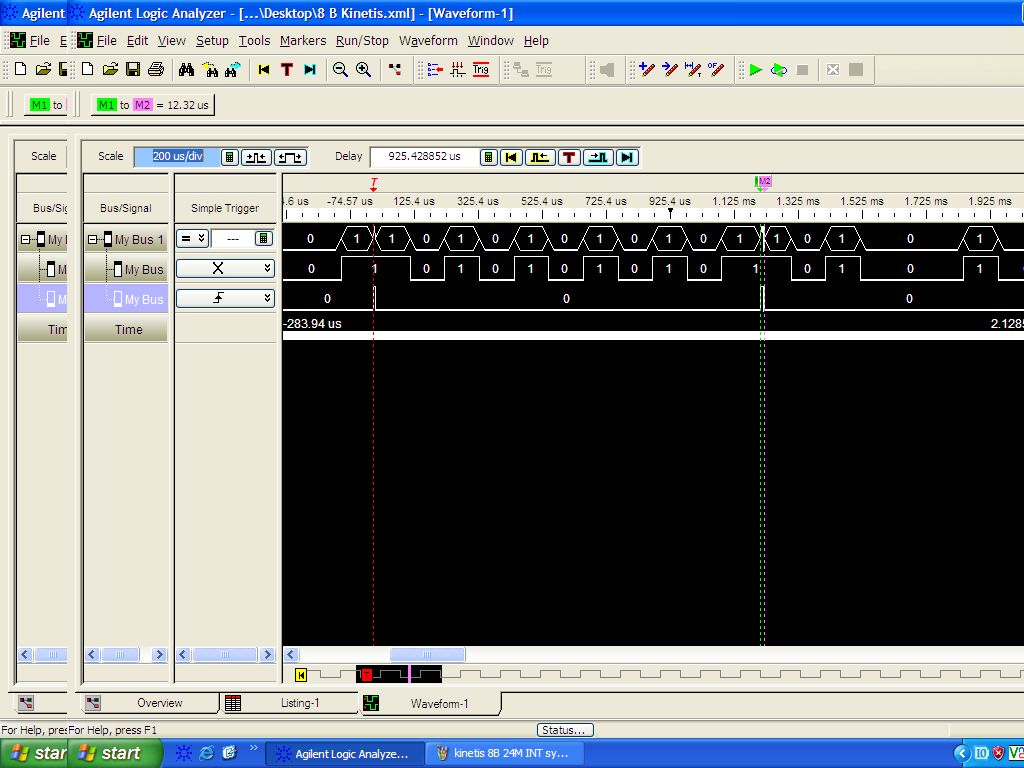 Agilent Agilent Logic Analyzer - [...\Desktop\8 B Kinetis.xml] - [Waveform-1]
File E File Edit View Setup Tools Markers Run/Stop Waveform Window Help
T Trig Trig
M1 to M1 to M2 = 12.32 us
Scale Scale 200 us/div Delay 925.428852 us T
T M2
Bus/Sig Bus/Signal Simple Trigger 4.6 us -74.57 us 125.4 us 325.4 us 525.4 us 725.4 us 925.4 us 1.125 ms 1.325 ms 1.525 ms 1.725 ms 1.925 ms
My My Bus 1 = --- 0 1 1 0 1 0 1 0 1 0 1 0 1 1 0 1 0 1
M My Bus X 0 1 0 1 0 1 0 1 0 1 0 1 0 1 0 1
M My Bus 0 0 0
Tim Time -283.94 us 2.128
T
Overview Listing-1 Waveform-1
For Help, pres For Help, press F1 Status...
star start Agilent Logic Analyze... kinetis 8B 24M INT sy...